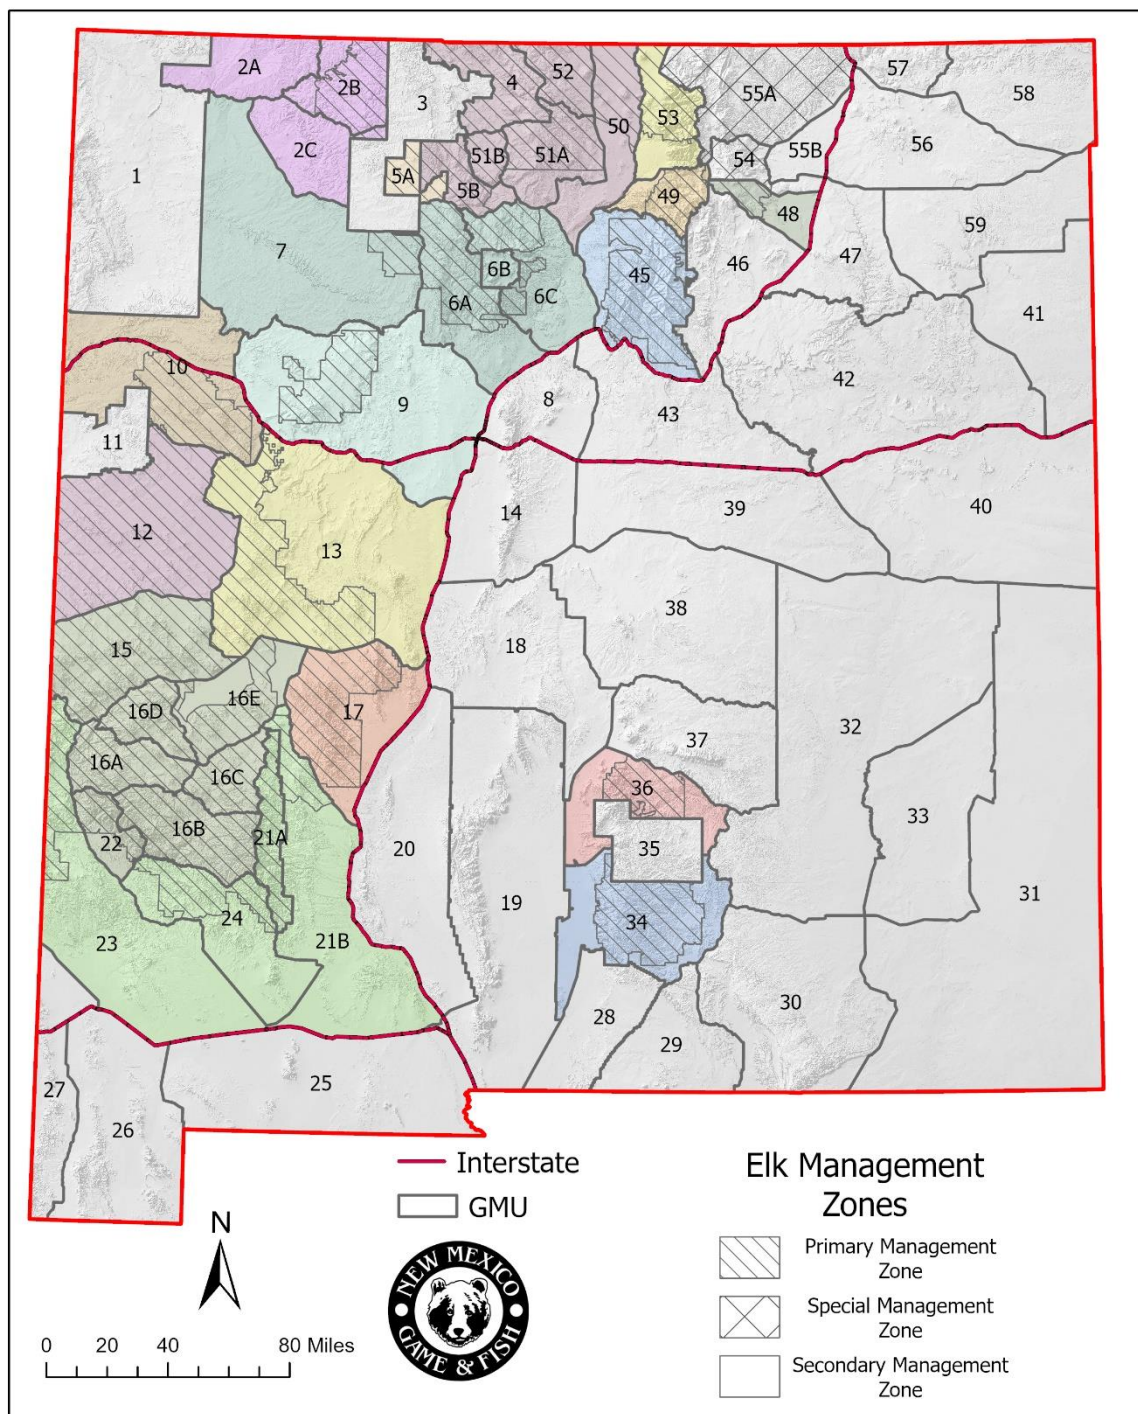 2A
2B
3
4
52
53
55A
57
58
1
2C
5A
5B
51B
51A
50
54
55B
56
49
48
7
6A
6B
6C
45
46
47
59
41
10
9
8
43
42
11
12
13
14
39
40
15
16D
16E
17
18
38
37
32
16A
16C
16B
22
21A
36
35
33
20
19
34
31
23
24
21B
28
29
30
27
26
25
Interstate
GMU
N
NEW MEXICO
GAME & FISH
0 20 40 80 Miles
Elk Management
Zones
Primary Management
Zone
Special Management
Zone
Secondary Management
Zone